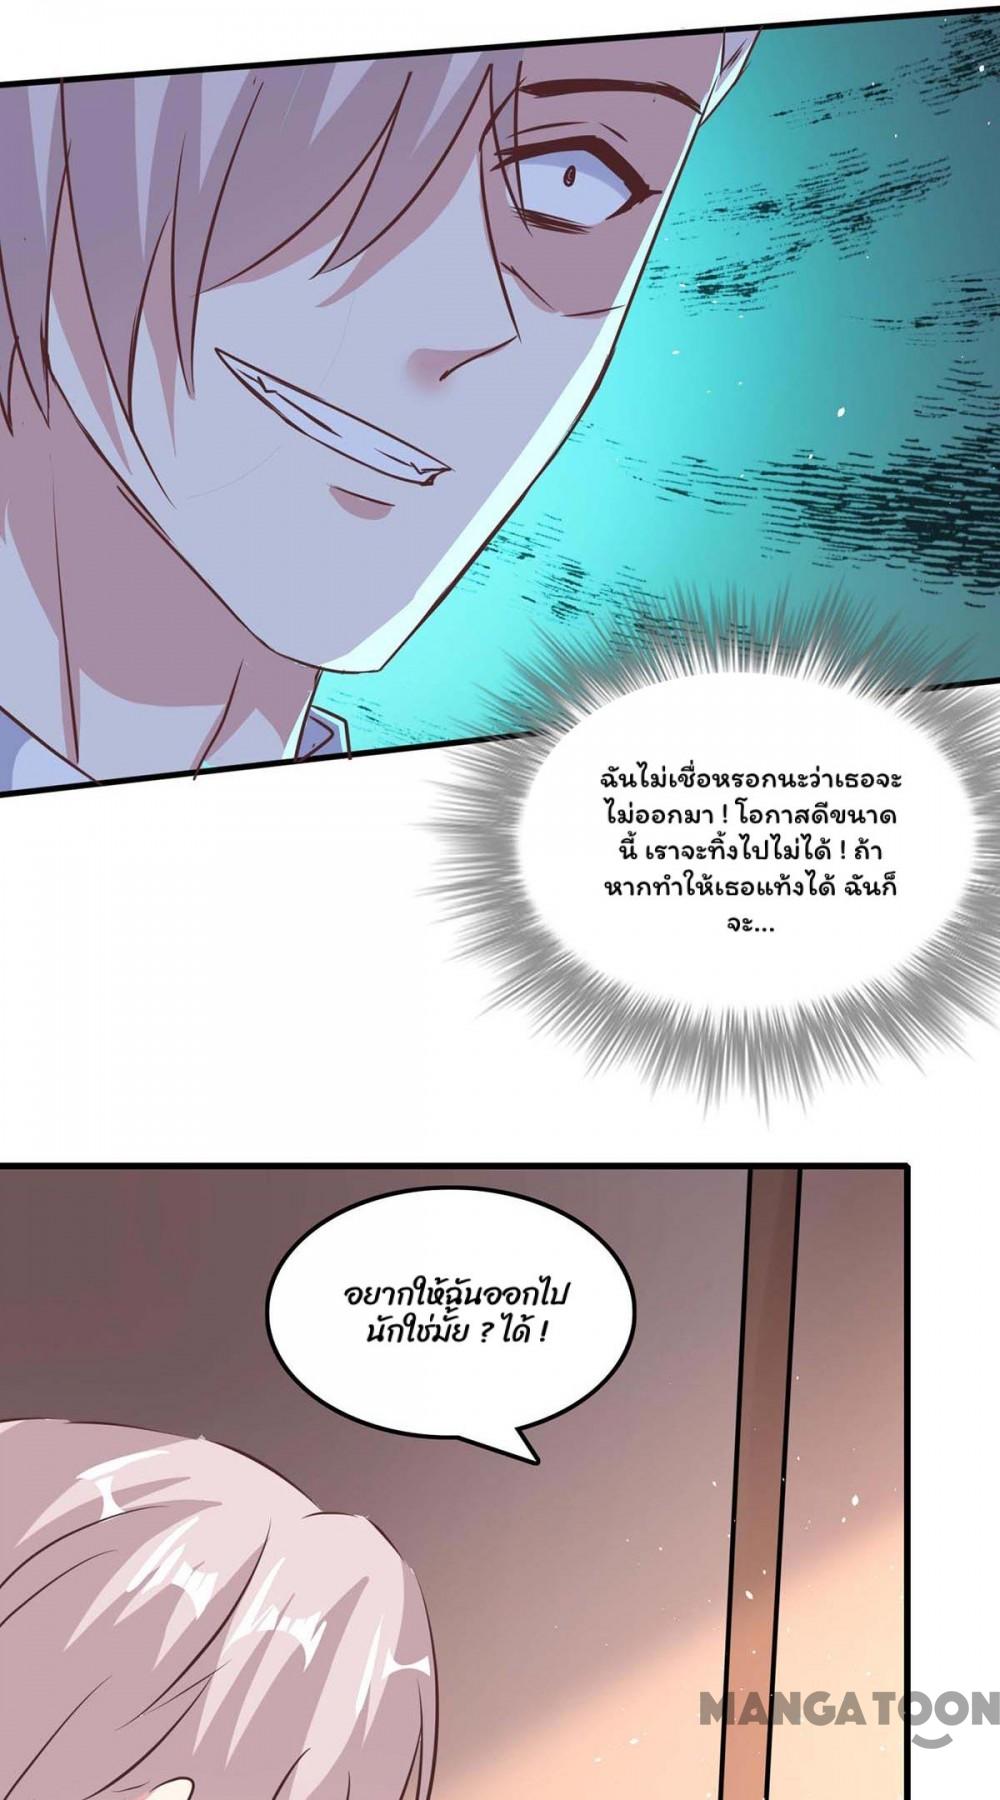 ฉันไม่เชื่อหรอกนะว่าเธอจะ
ไม่ออกมา ! โอกาสดีขนาด
นี้ เราจะทิ้งไปไม่ได้ ! ถ้า
หากทำให้เธอแท้งได้ ฉันก็
จะ...
อยากให้ฉันออกไป
นักใช่มั้ย ? ได้ !
MANGATOON